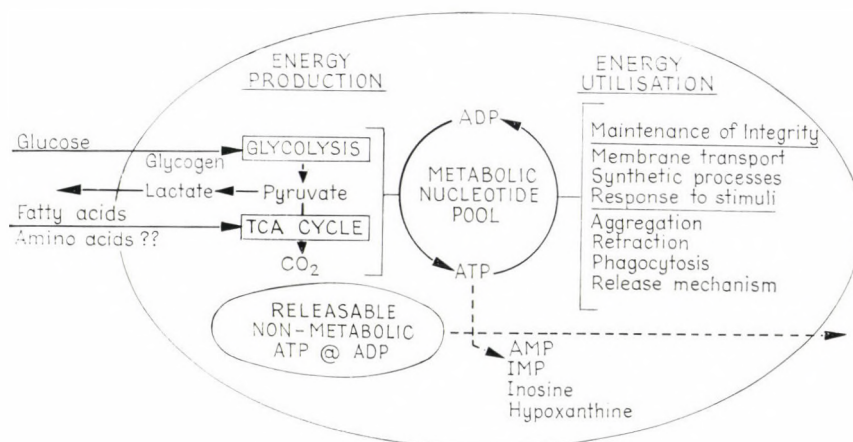 ENERGY
PRODUCTION
ENERGY
UTILISATION
Glucose
Glycogen
GLYCOLYSIS
Lactate
Pyruvate
Fatty acids
Amino acids ??
TCA CYCLE
CO2
ADP
METABOLIC
NUCLEOTIDE
POOL
ATP
Maintenance of Integrity
Membrane transport
Synthetic processes
Response to stimuli
Aggregation
Retraction
Phagocytosis
Release mechanism
RELEASABLE
NON-METABOLIC
ATP @ ADP
AMP
IMP
Inosine
Hypoxanthine